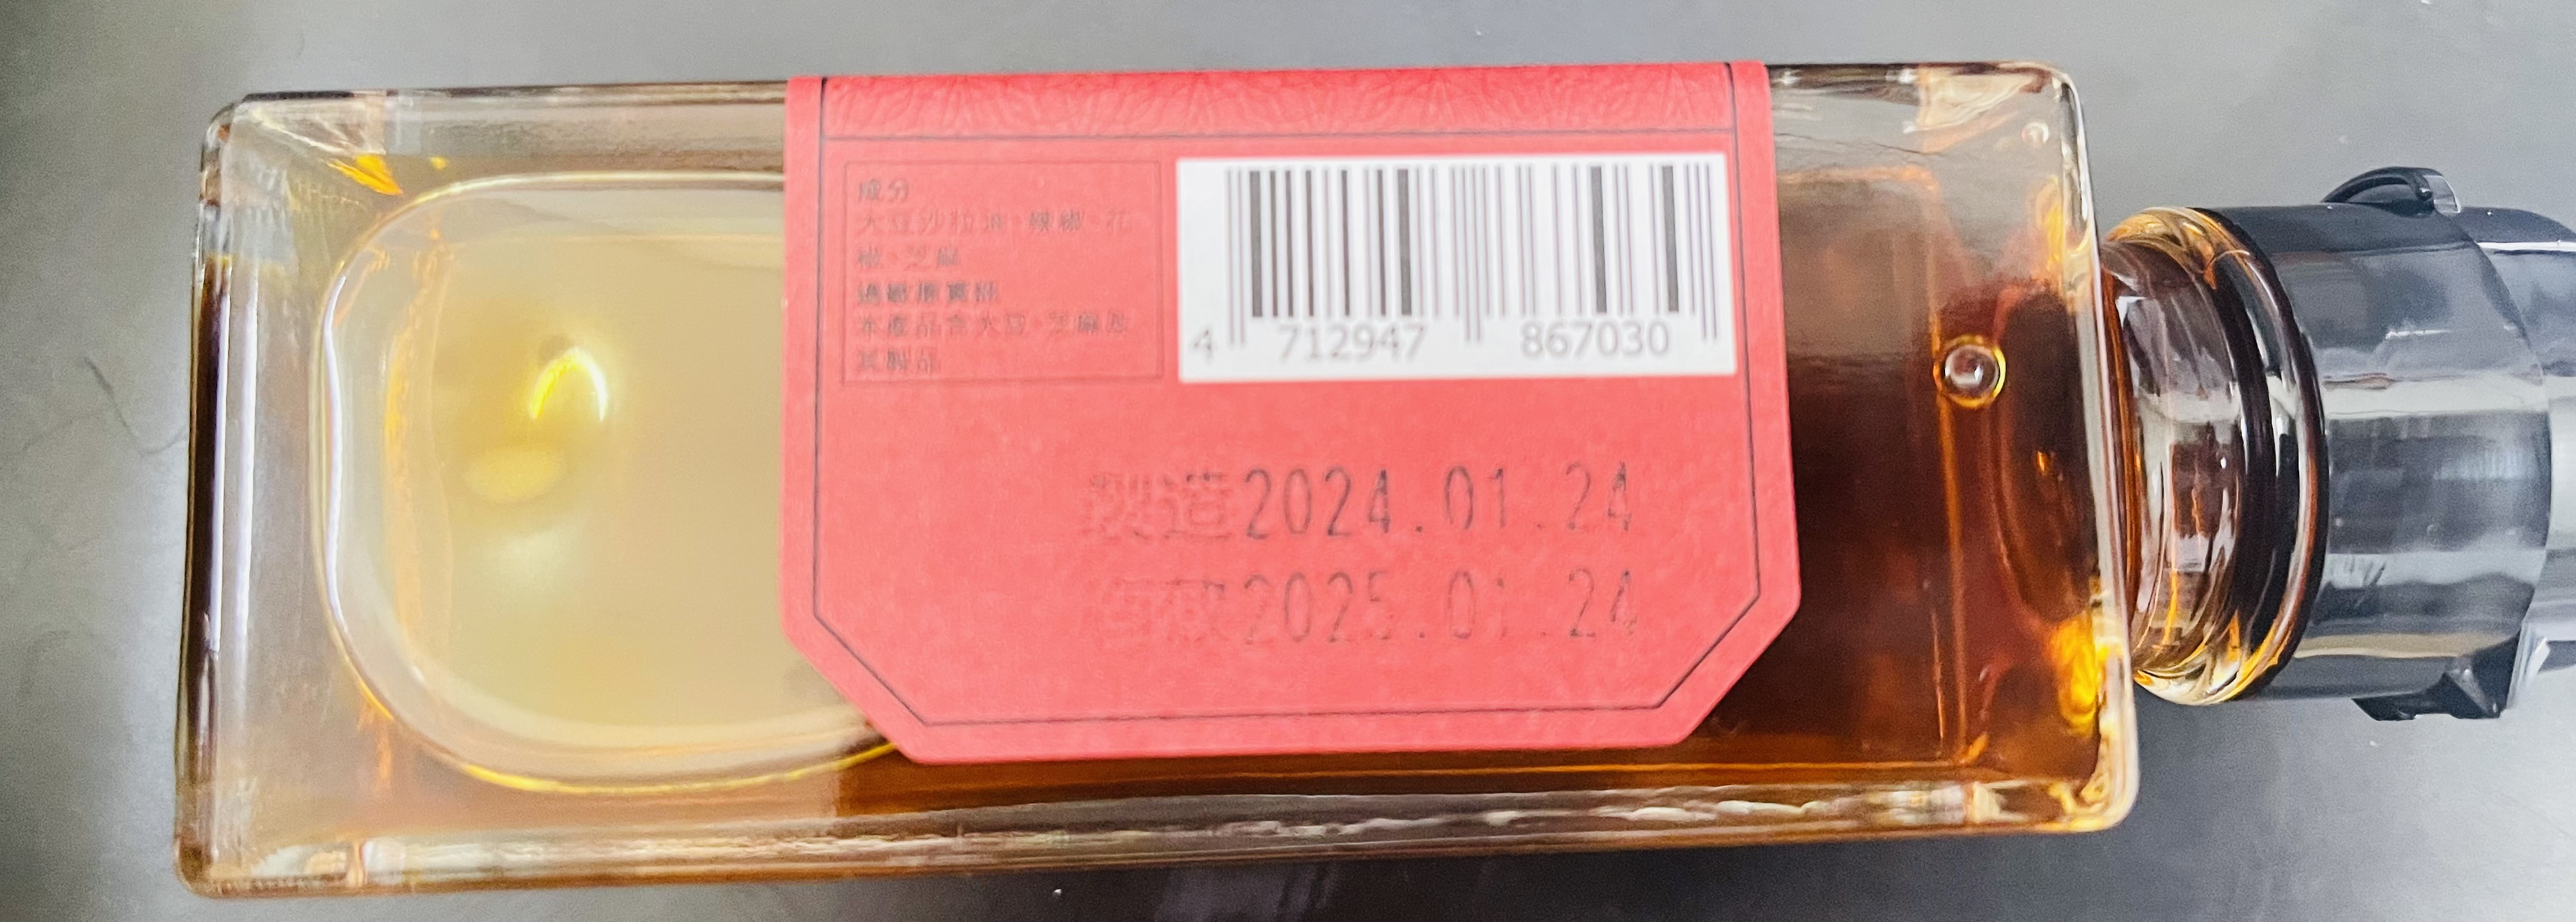 成分
大豆沙粒油、辣椒、花
椒、芝麻
過敏原資訊
本產品含大豆、芝麻及
其製品
4 712947 867030
製造2024.01.24
有效2025.01.24